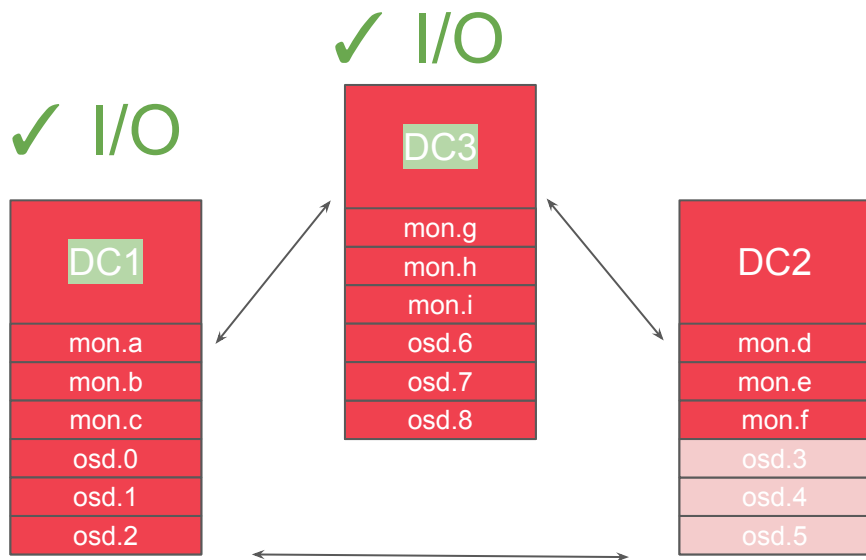 ✓ I/O
DC1
mon.a
mon.b
mon.c
osd.0
osd.1
osd.2
✓ I/O
DC3
mon.g
mon.h
mon.i
osd.6
osd.7
osd.8
DC2
mon.d
mon.e
mon.f
osd.3
osd.4
osd.5